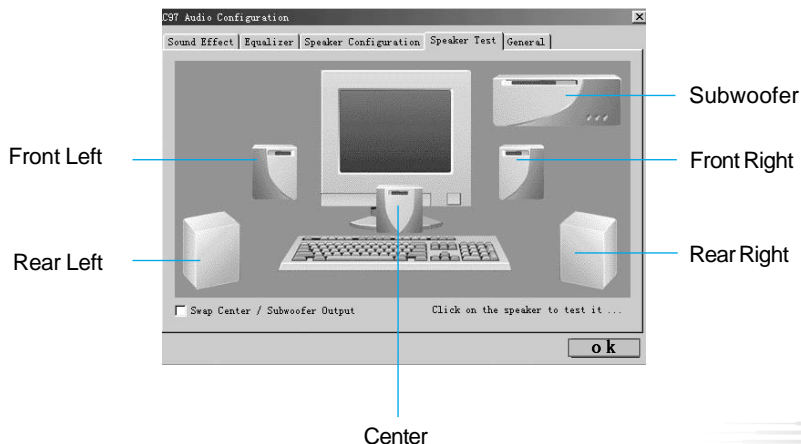 C97 Audio Configuration
Sound Effect Equalizer Speaker Configuration Speaker Test General
Subwoofer
Front Left
Front Right
Rear Left
Rear Right
Swap Center / Subwoofer Output Click on the speaker to test it ...
ok
Center